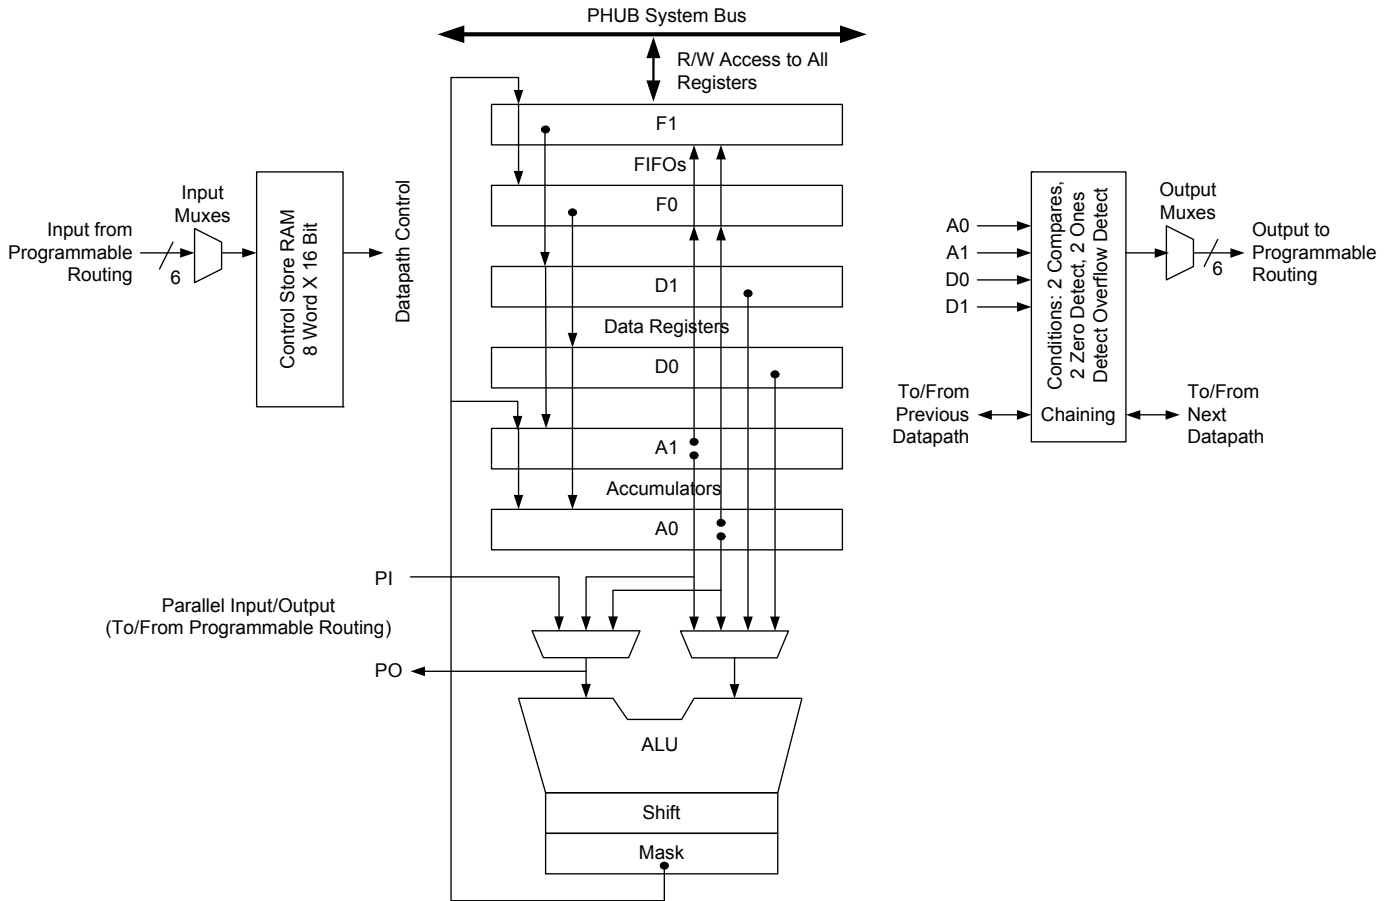 PHUB System Bus
R/W Access to All
Registers
F1
FIFOs
F0
D1
Data Registers
D0
A1
Accumulators
A0
Input from
Programmable
Routing
6
Input
Muxes
Control Store RAM
8 Word X 16 Bit
Datapath Control
A0
A1
D0
D1
Conditions: 2 Compares,
2 Zero Detect, 2 Ones
Detect Overflow Detect
Chaining
To/From
Previous
Datapath
To/From
Next
Datapath
Output
Muxes
6
Output to
Programmable
Routing
PI
Parallel Input/Output
(To/From Programmable Routing)
PO
ALU
Shift
Mask